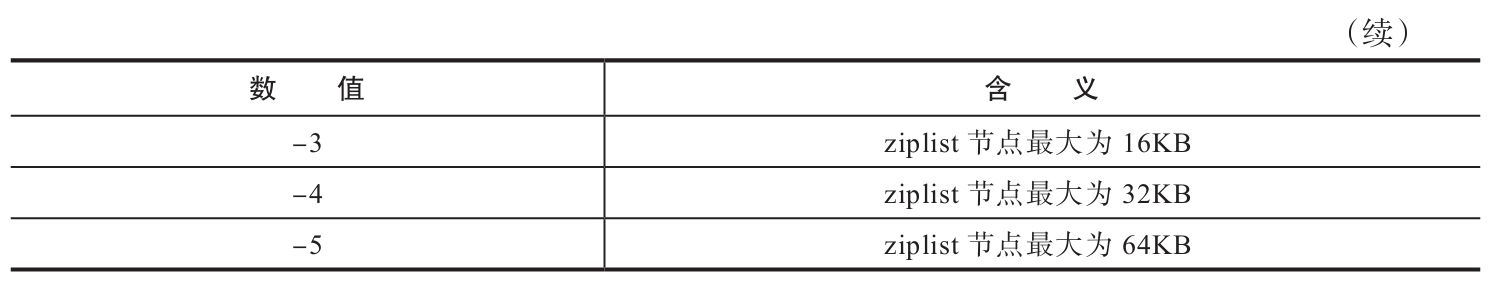 （续）
数 值 含 义
–3 ziplist 节点最大为 16KB
–4 ziplist 节点最大为 32KB
–5 ziplist 节点最大为 64KB